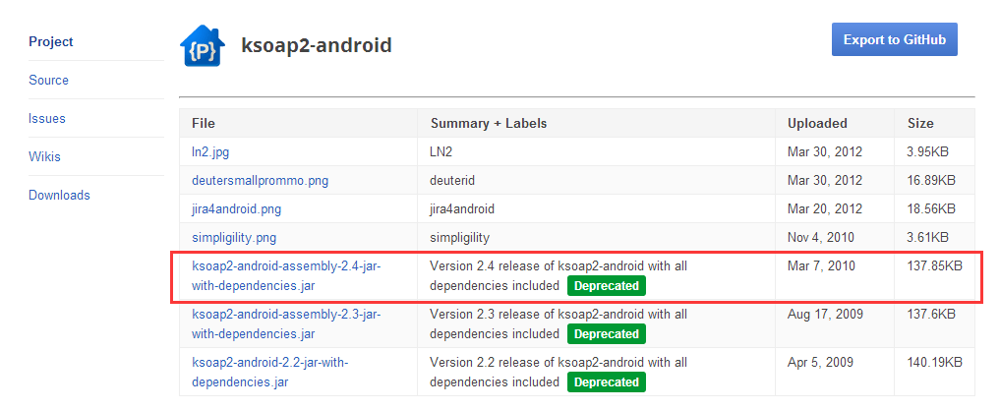 Project
Source
Issues
Wikis
Downloads
{P}
ksoap2-android
Export to GitHub
File Summary + Labels Uploaded Size
ln2.jpg LN2 Mar 30, 2012 3.95KB
deutersmallprommo.png deuterid Mar 30, 2012 16.89KB
jira4android.png jira4android Mar 20, 2012 18.56KB
simpligility.png simpligility Nov 4, 2010 3.61KB
ksoap2-android-assembly-2.4-jar- Version 2.4 release of ksoap2-android with all Mar 7, 2010 137.85KB
with-dependencies.jar dependencies included Deprecated
ksoap2-android-assembly-2.3-jar- Version 2.3 release of ksoap2-android with all Aug 17, 2009 137.6KB
with-dependencies.jar dependencies included Deprecated
ksoap2-android-2.2-jar-with- Version 2.2 release of ksoap2-android with all Apr 5, 2009 140.19KB
dependencies.jar dependencies included Deprecated